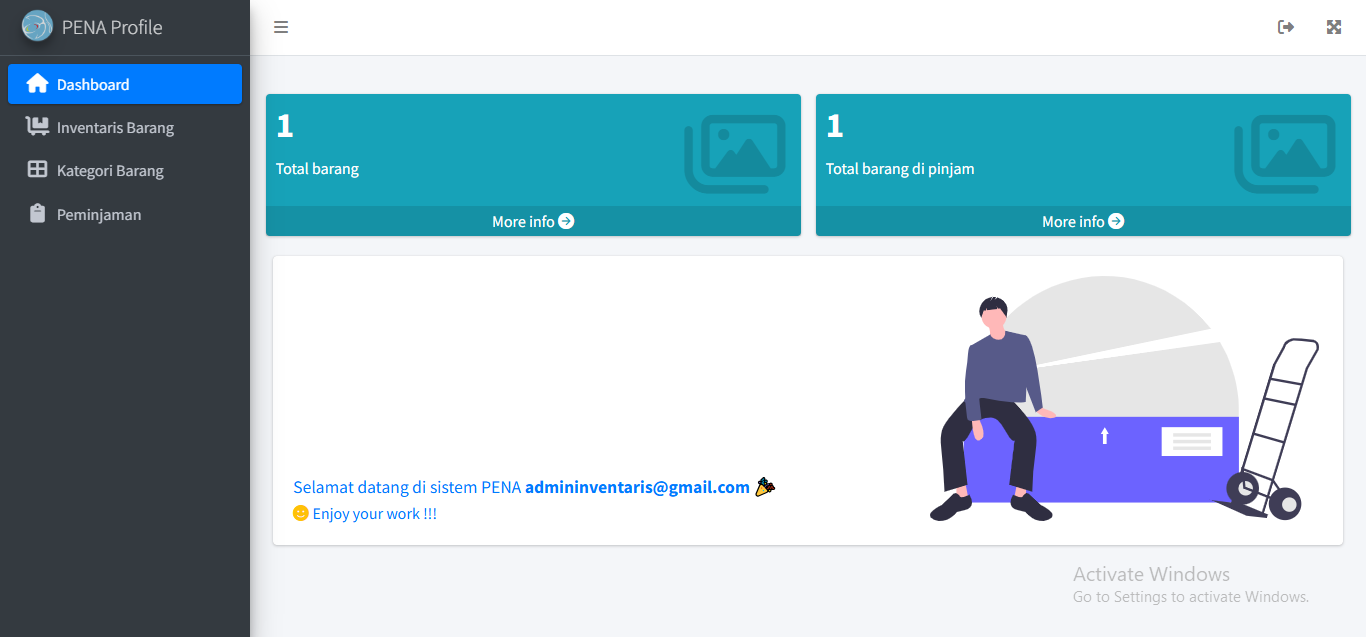 PENA Profile
Dashboard
Inventaris Barang
Kategori Barang
Peminjaman
1
Total barang
More info
1
Total barang di pinjam
More info
Selamat datang di sistem PENA admininventaris@gmail.com
Enjoy your work !!!
Activate Windows
Go to Settings to activate Windows.